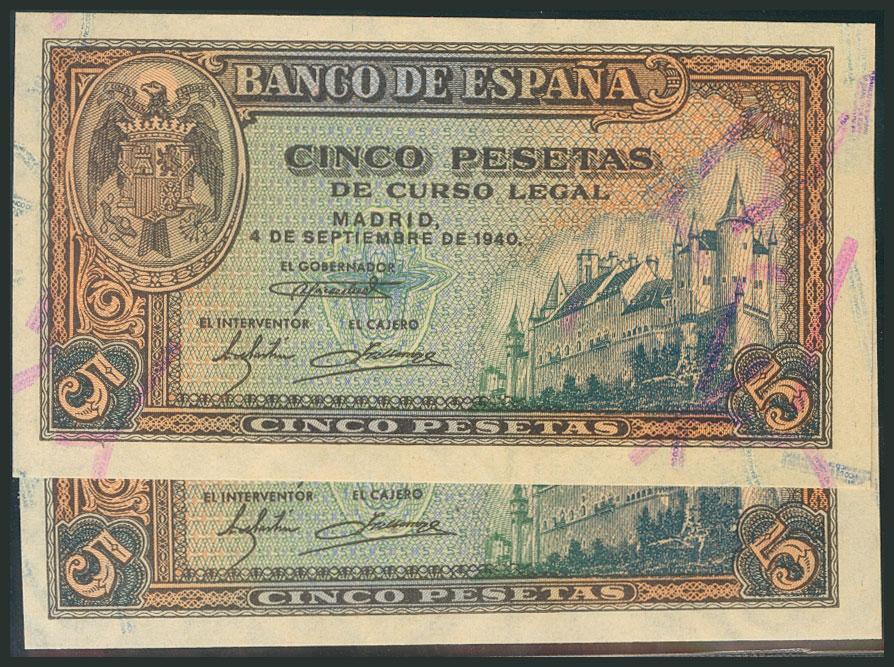 BANCO DE ESPAÑA
CINCO PESETAS
DE CURSO LEGAL
MADRID,
4 DE SEPTIEMBRE DE 1940.
EL GOBERNADOR
EL INTERVENTOR EL CAJERO
5 5
CINCO PESETAS
EL INTERVENTOR EL CAJERO
5 5
CINCO PESETAS